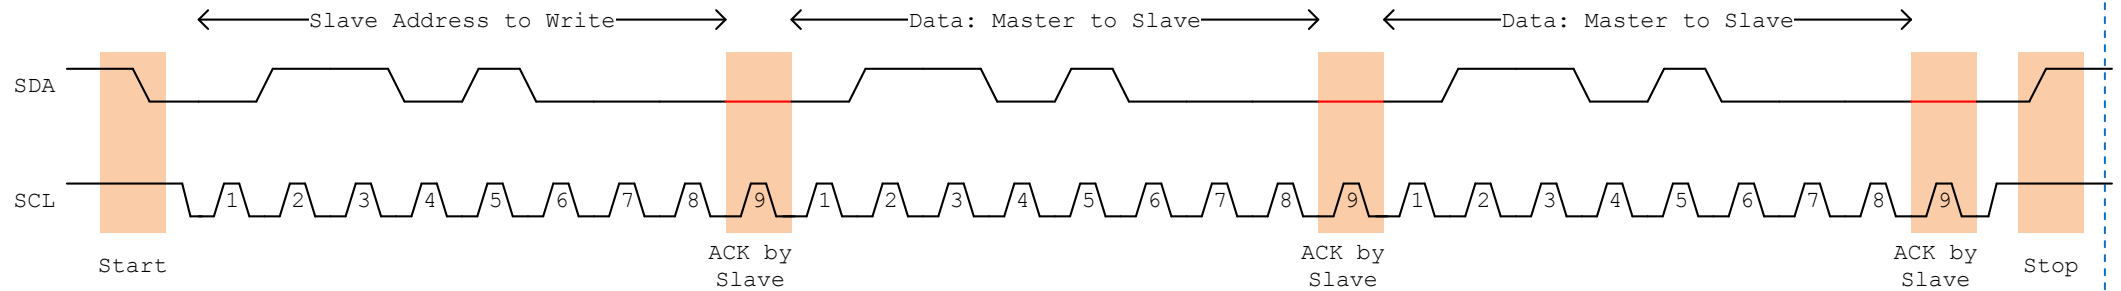 Slave Address to Write
Data: Master to Slave
Data: Master to Slave
SDA
SCL
1 2 3 4 5 6 7 8 9 1 2 3 4 5 6 7 8 9 1 2 3 4 5 6 7 8 9
Start
ACK by
Slave
ACK by
Slave
ACK by
Slave
Stop